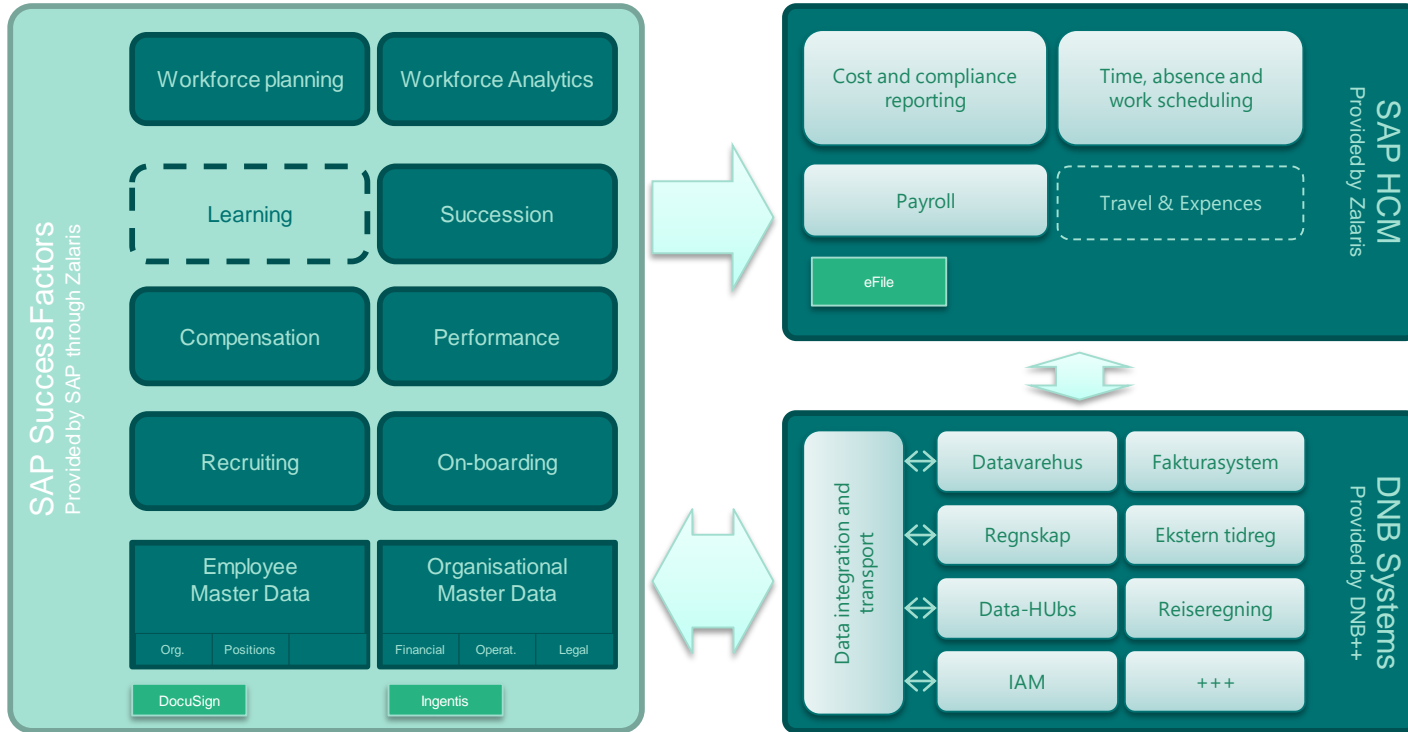 SAP SuccessFactors
Provided by SAP through Zalaris
Workforce planning
Workforce Analytics
Learning
Succession
Compensation
Performance
Recruiting
On-boarding
Employee
Master Data
Org.
Positions
Organisational
Master Data
Financial
Operat.
Legal
DocuSign
Ingentis
SAP HCM
Provided by Zalaris
Cost and compliance
reporting
Time, absence and
work scheduling
Payroll
Travel & Expences
eFile
DNB Systems
Provided by DNB++
Data integration and
transport
Datavarehus
Fakturasystem
Regnskap
Ekstern tidreg
Data-HUbs
Reiseregning
IAM
+++